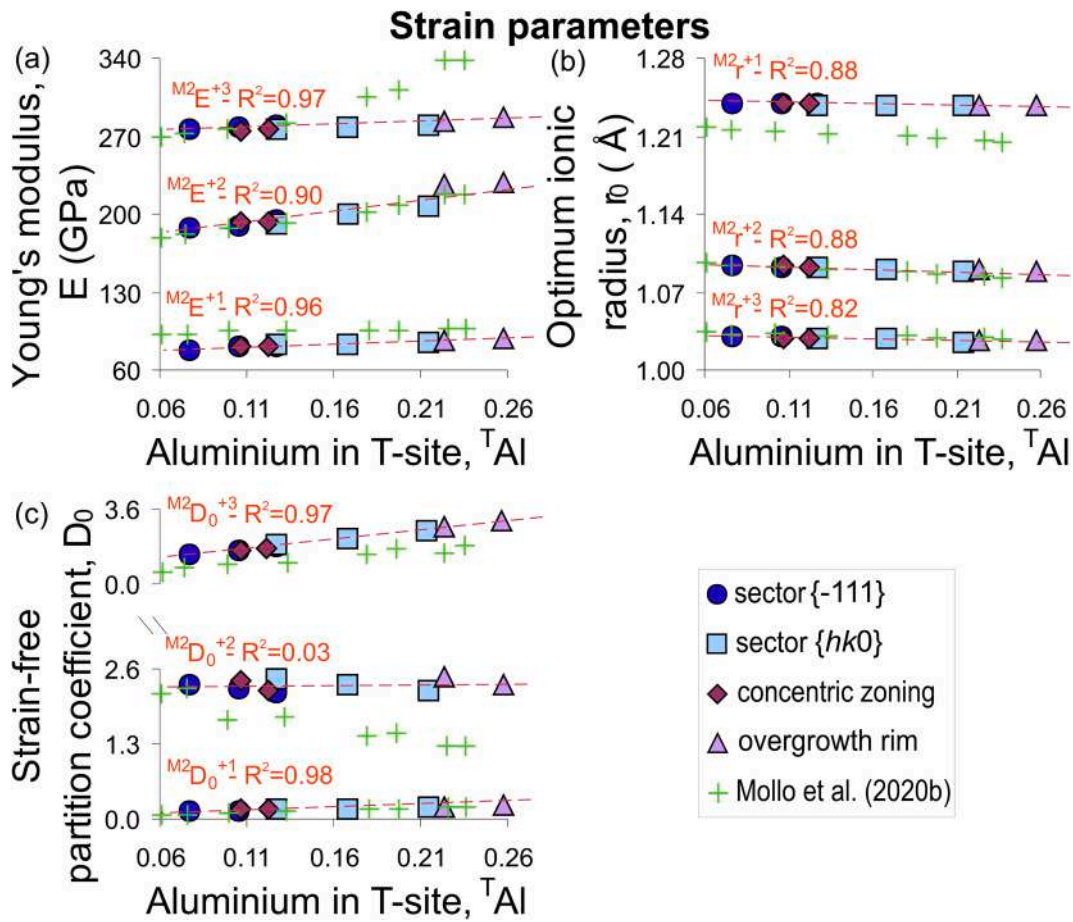 Strain parameters
(a)
Young's modulus,
E (GPa)
340
270
200
130
60
M2E+3- R2=0.97
M2E+2- R2=0.90
M2E+1- R2=0.96
0.06 0.11 0.16 0.21 0.26
Aluminium in T-site, TAl
(b)
Optimum ionic
radius, r0 ( Å)
1.28
1.21
1.14
1.07
1.00
M2r+1- R2=0.88
M2r+2- R2=0.88
M2r+3- R2=0.82
0.06 0.11 0.16 0.21 0.26
Aluminium in T-site, TAl
(c)
Strain-free
partition coefficient, D0
3.6
0.0
2.6
1.3
0.0
M2D0+3- R2=0.97
M2D0+2- R2=0.03
M2D0+1- R2=0.98
0.06 0.11 0.16 0.21 0.26
Aluminium in T-site, TAl
sector {-111}
sector {hk0}
concentric zoning
overgrowth rim
Mollo et al. (2020b)